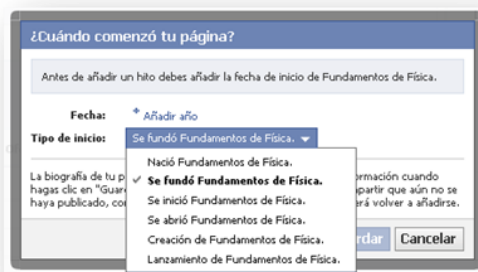 ¿Cuándo comenzó tu página?
Antes de añadir un hito debes añadir la fecha de inicio de Fundamentos de Física.
Fecha: + Añadir año
Tipo de inicio: Se fundó Fundamentos de Física.
Nació Fundamentos de Física.
✓ Se fundó Fundamentos de Física.
Se inició Fundamentos de Física.
Se abrió Fundamentos de Física.
Creación de Fundamentos de Física.
Lanzamiento de Fundamentos de Física.
La biografía de tu p
hagas clic en "Guar
haya publicado, co
ormación cuando
partir que aún no se
erá volver a añadirse.
rdar Cancelar